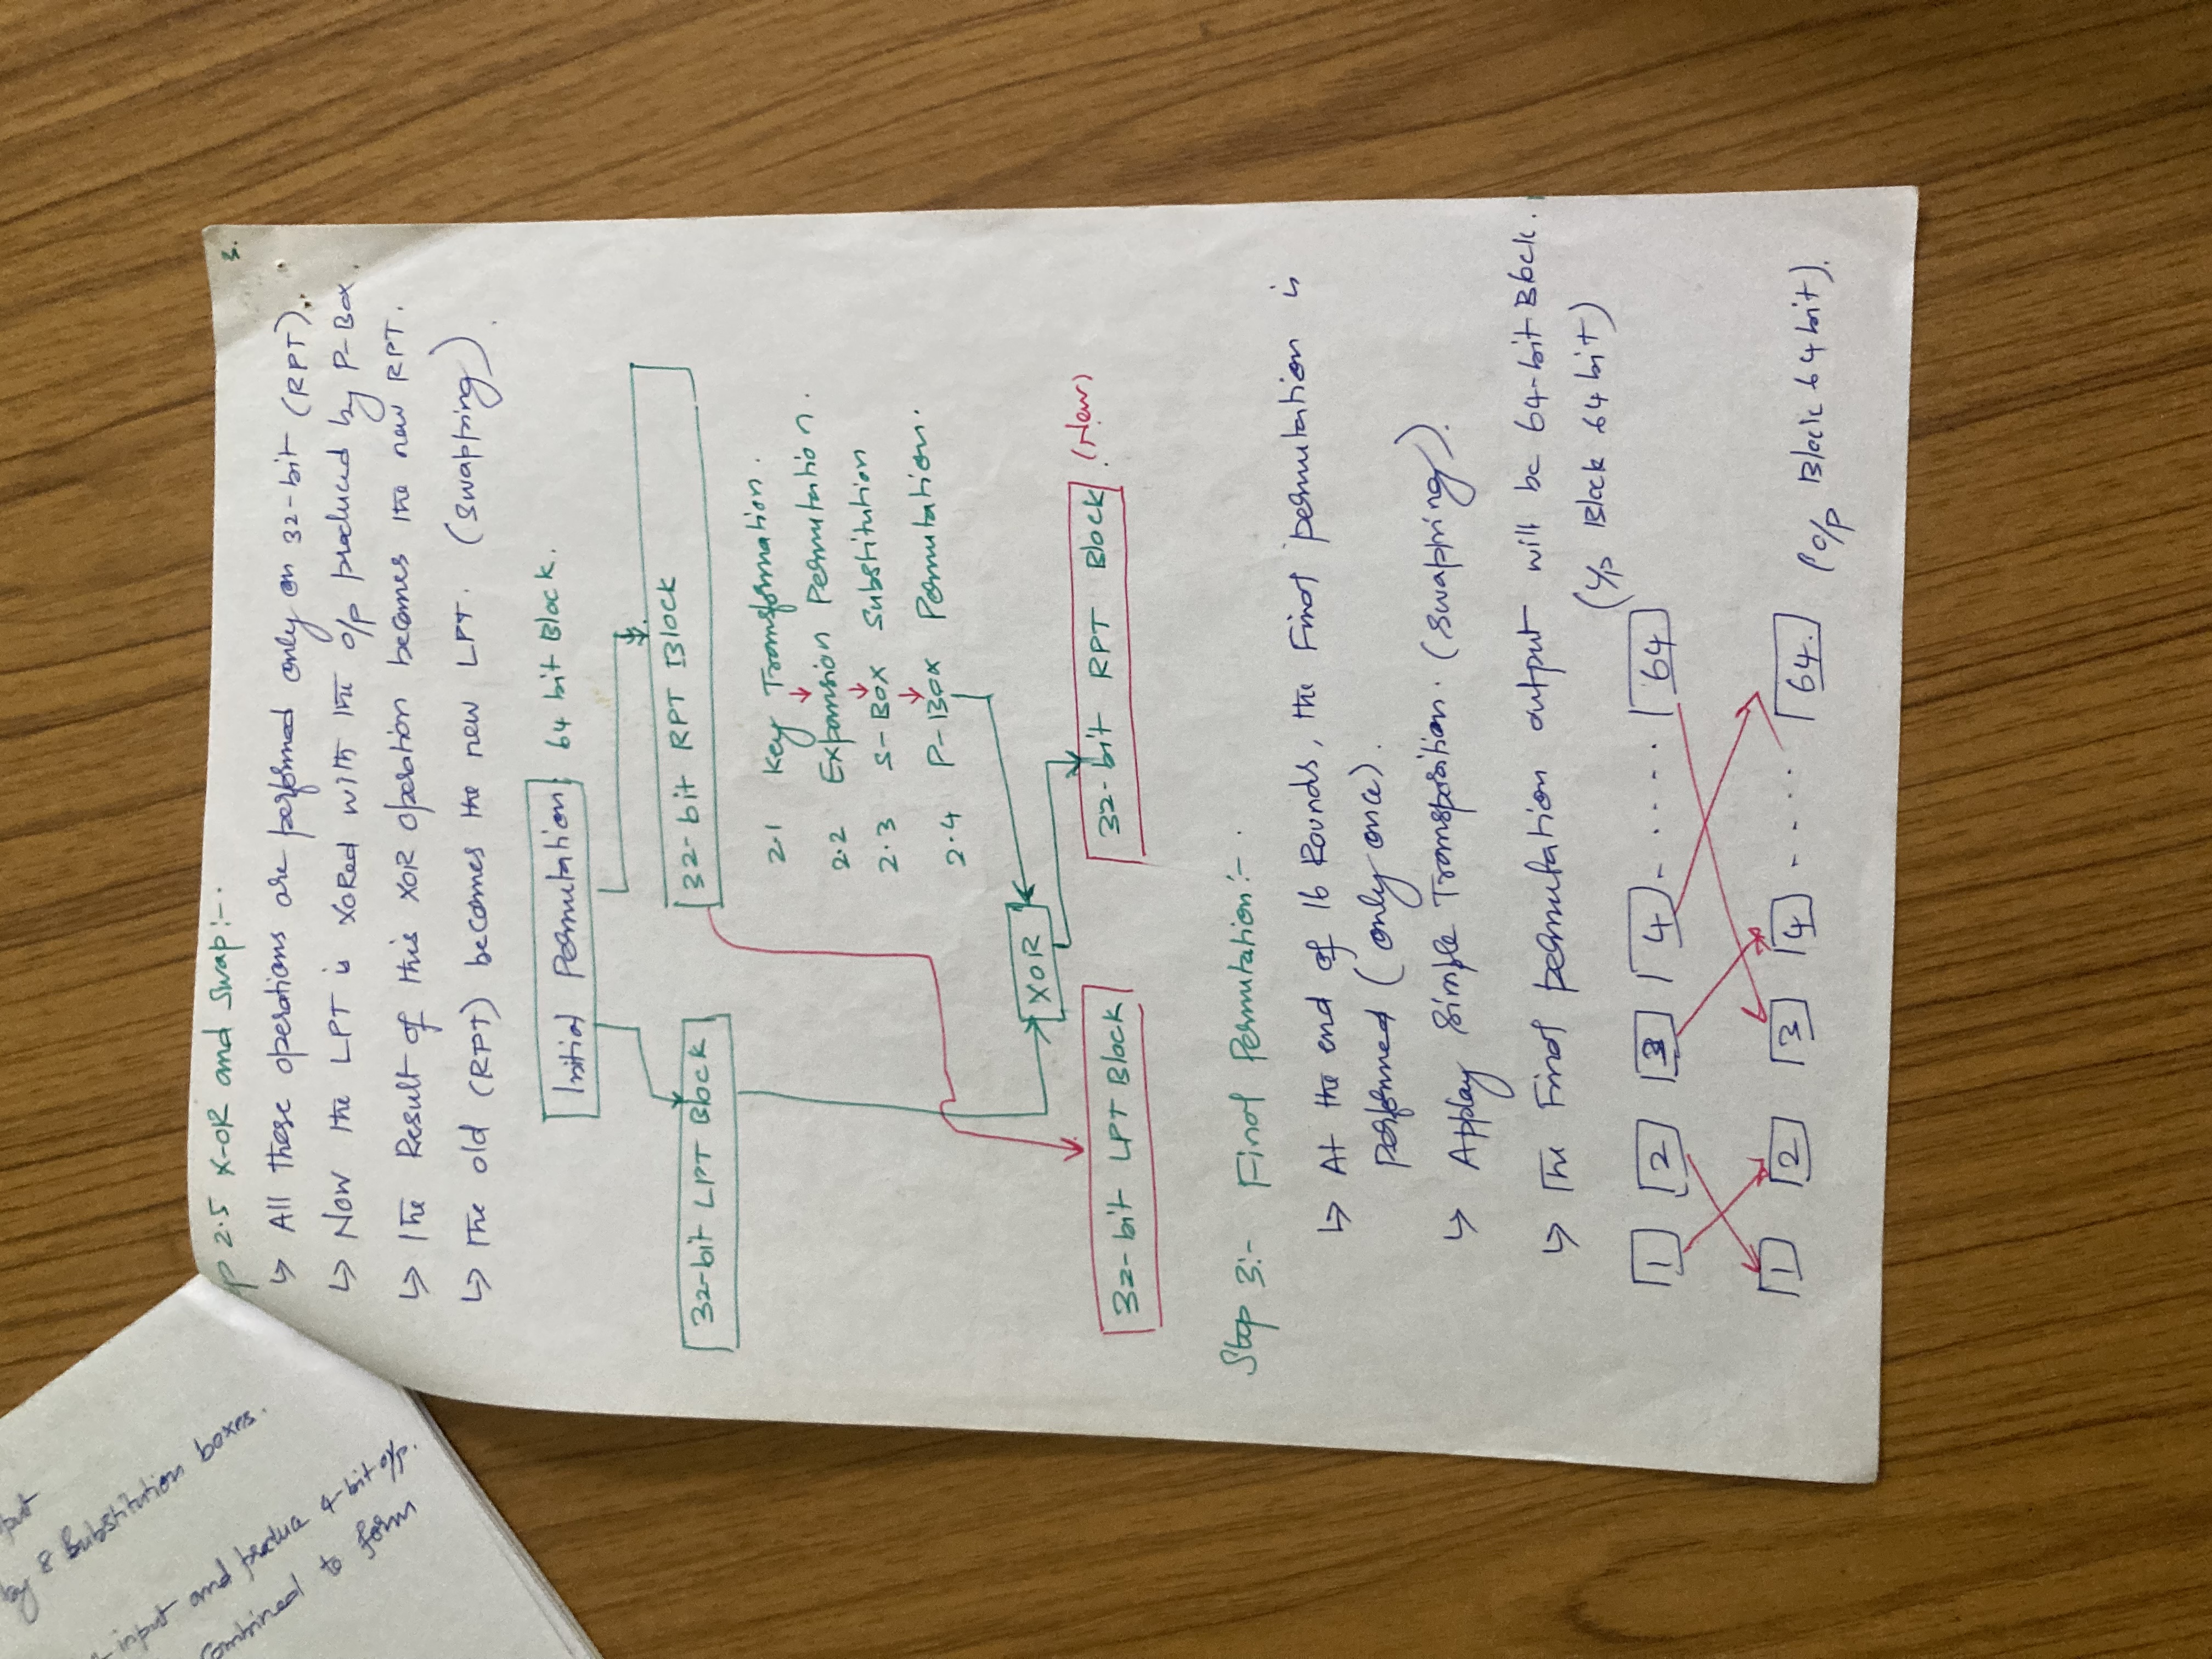 put
by 8 Substitution boxes.
input and produce 4-bit o/p.
combined to form
p 2.5 X-OR and Swap:-
3.
↳ All these operations are performed only on 32-bit (RPT).
↳ Now the LPT is XORed with the o/p produced by P-Box.
↳ The Result of this XOR operation becomes the new RPT.
↳ The old (RPT) becomes the new LPT. (Swapping)
Initial Permutation 64 bit Block.
32-bit LPT Block
32-bit RPT Block
2.1 Key Transformation.
2.2 Expansion Permutation.
2.3 S-Box Substitution
2.4 P-Box Permutation.
XOR
32-bit LPT Block
32-bit RPT Block (New)
Step 3:- Final Permutation:-
↳ At the end of 16 Rounds, the Final permutation is
performed (only once).
↳ Applay Simple Transposition. (Swapping).
↳ The Final permutation output will be 64-bit Block.
(I/p Block 64 bit)
1 2 3 4 - ..... 64
1 2 3 4 - .... 64.
(o/p Block 64 bit).